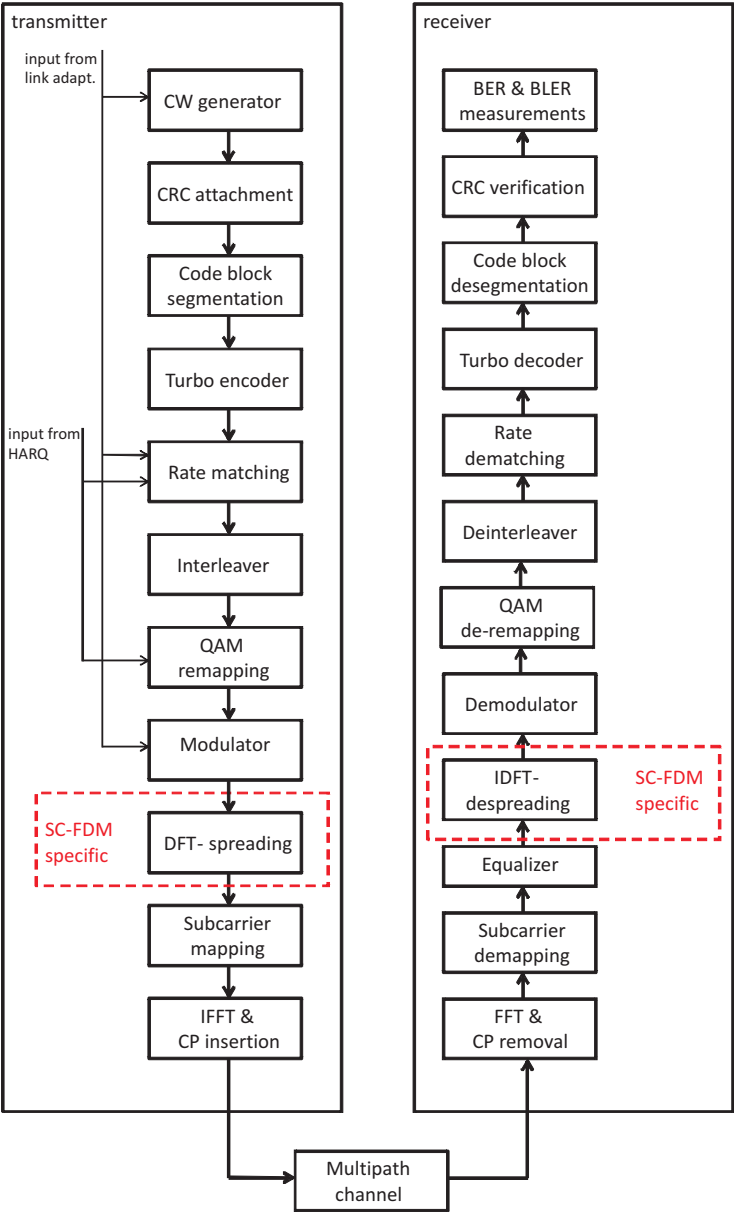 transmitter
input from
link adapt.
CW generator
CRC attachment
Code block
segmentation
Turbo encoder
input from
HARQ
Rate matching
Interleaver
QAM
remapping
Modulator
SC-FDM
specific
DFT- spreading
Subcarrier
mapping
IFFT &
CP insertion
Multipath
channel
receiver
BER & BLER
measurements
CRC verification
Code block
desegmentation
Turbo decoder
Rate
dematching
Deinterleaver
QAM
de-remapping
Demodulator
IDFT-
despreading
SC-FDM
specific
Equalizer
Subcarrier
demapping
FFT &
CP removal